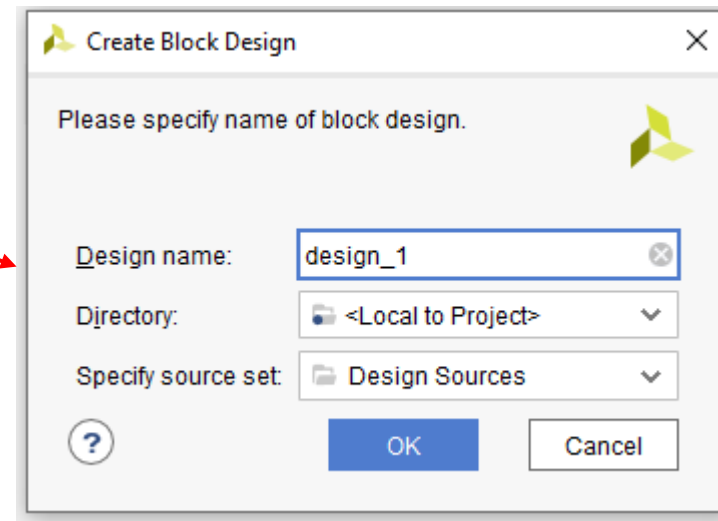 Create Block Design
Please specify name of block design.
Design name: design_1
Directory: <Local to Project>
Specify source set: Design Sources
? OK Cancel